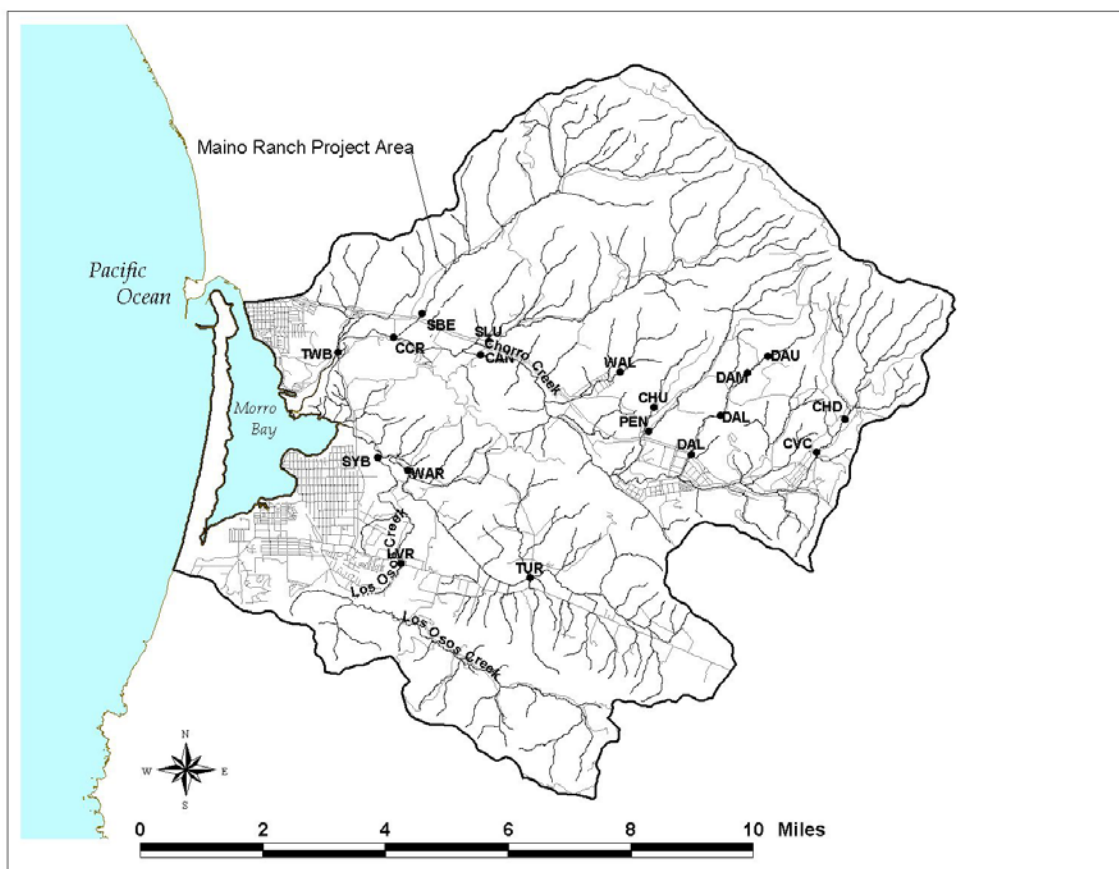 Maino Ranch Project Area
Pacific
Ocean
SBE
SLU
TWB
CCR
CAN
Chorro Creek
WAL
DAU
DAM
Morro
Bay
CHU
DAL
CHD
PEN
DAL
CVC
SYB
WAR
Los Osos Creek
LVR
TUR
Los Osos Creek
N
W
E
S
0 2 4 6 8 10 Miles